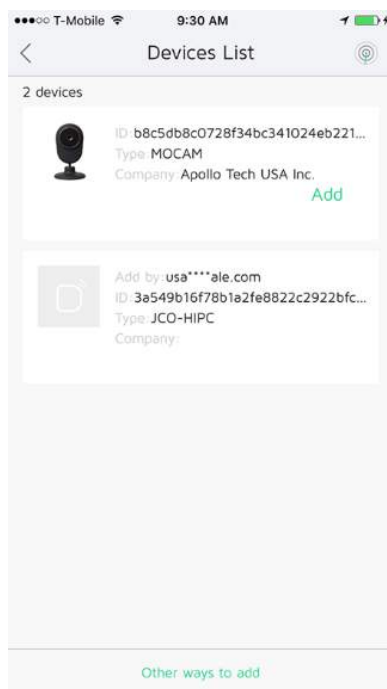 T-Mobile 9:30 AM
Devices List
2 devices
ID:b8c5db8c0728f34bc341024eb221...
Type:MOCAM
Company:Apollo Tech USA Inc.
Add
Add by:usa****ale.com
ID:3a549b16f78b1a2fe8822c2922bfc...
Type:JCO-HIPC
Company:
Other ways to add